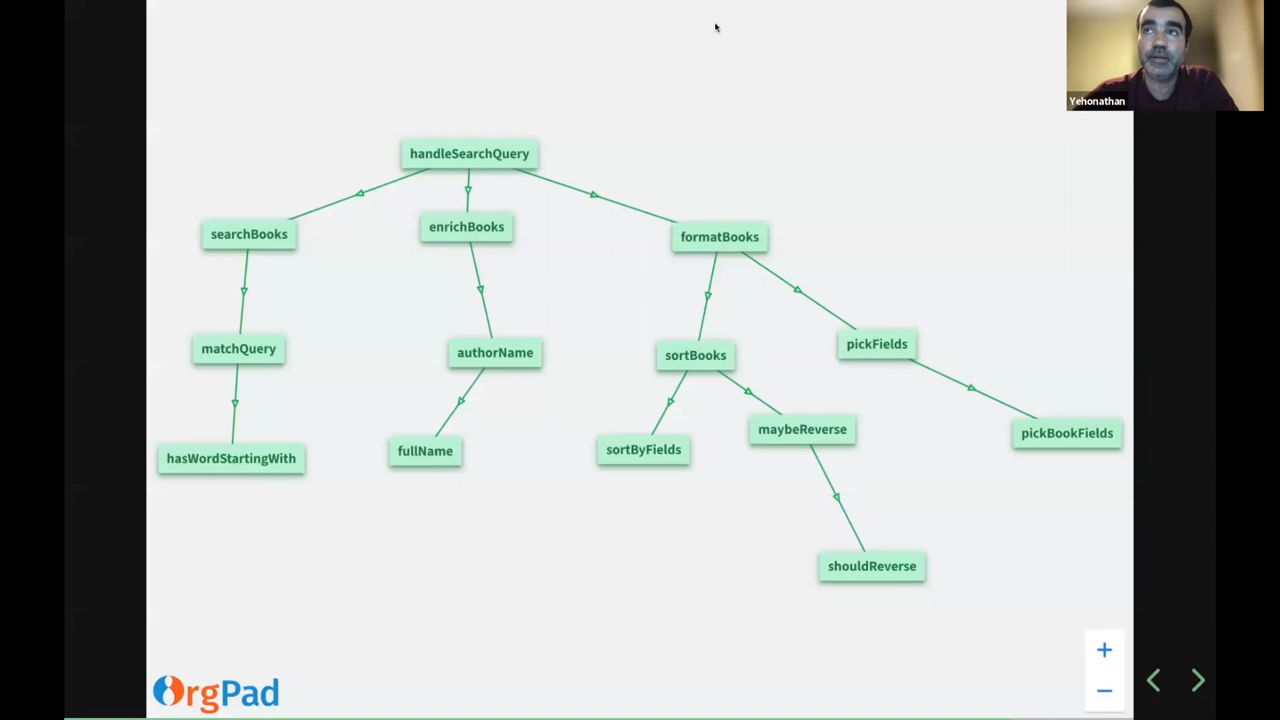 Yehonathan
handleSearchQuery
searchBooks
enrichBooks
formatBooks
matchQuery
authorName
sortBooks
pickFields
hasWordStartingWith
fullName
sortByFields
maybeReverse
pickBookFields
shouldReverse
OrgPad
+
−